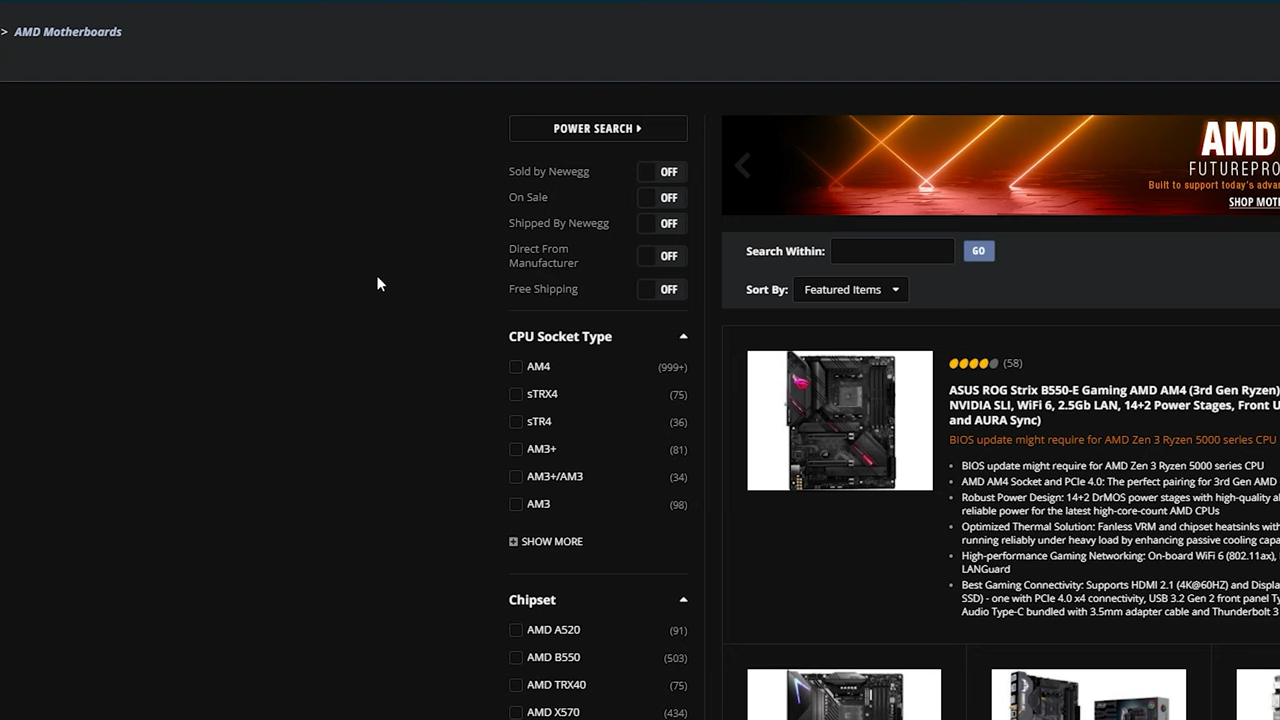 > AMD Motherboards
POWER SEARCH
Sold by Newegg OFF
On Sale OFF
Shipped By Newegg OFF
Direct From
Manufacturer OFF
Free Shipping OFF
CPU Socket Type
AM4 (999+)
sTRX4 (75)
sTR4 (36)
AM3+ (81)
AM3+/AM3 (34)
AM3 (98)
SHOW MORE
Chipset
AMD A520 (91)
AMD B550 (503)
AMD TRX40 (75)
AMD X570 (434)
AMD
FUTUREPRO
Built to support today's adva
SHOP MOT
Search Within: GO
Sort By: Featured Items
(58)
ASUS ROG Strix B550-E Gaming AMD AM4 (3rd Gen Ryzen)
NVIDIA SLI, WiFi 6, 2.5Gb LAN, 14+2 Power Stages, Front U
and AURA Sync)
BIOS update might require for AMD Zen 3 Ryzen 5000 series CPU
BIOS update might require for AMD Zen 3 Ryzen 5000 series CPU
AMD AM4 Socket and PCIe 4.0: The perfect pairing for 3rd Gen AMD
Robust Power Design: 14+2 DrMOS power stages with high-quality al
reliable power for the latest high-core-count AMD CPUs
Optimized Thermal Solution: Fanless VRM and chipset heatsinks with
running reliably under heavy load by enhancing passive cooling capa
High-performance Gaming Networking: On-board WiFi 6 (802.11ax),
LANGuard
Best Gaming Connectivity: Supports HDMI 2.1 (4K@60HZ) and Displa
SSD) - one with PCIe 4.0 x4 connectivity, USB 3.2 Gen 2 front panel Ty
Audio Type-C bundled with 3.5mm adapter cable and Thunderbolt 3